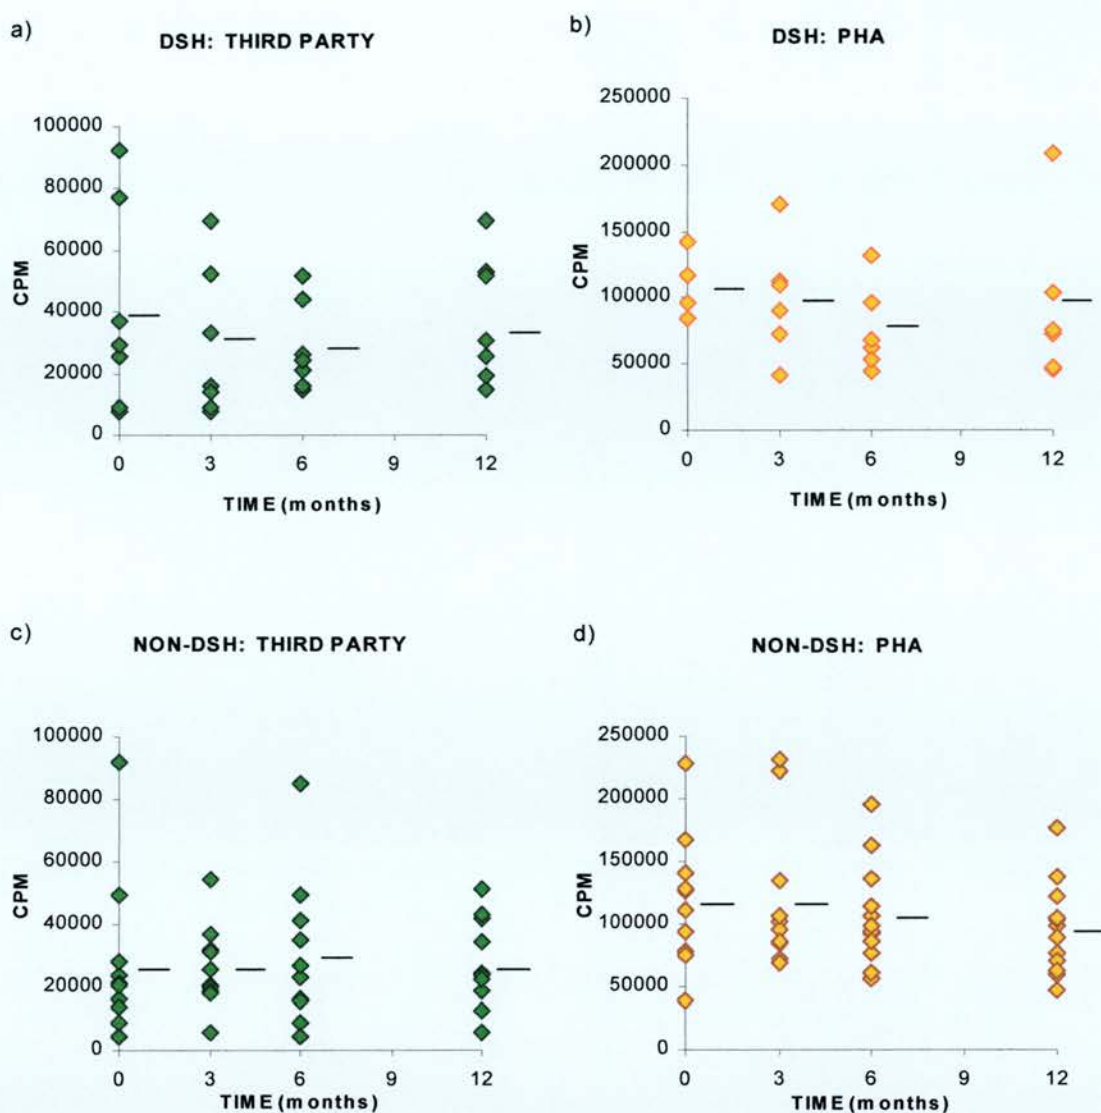 a)
DSH: THIRD PARTY
100000
80000
60000
40000
20000
0
CPM
0 3 6 9 12
TIME (months)
b)
DSH: PHA
250000
200000
150000
100000
50000
0
CPM
0 3 6 9 12
TIME (months)
c)
NON-DSH: THIRD PARTY
100000
80000
60000
40000
20000
0
CPM
0 3 6 9 12
TIME (months)
d)
NON-DSH: PHA
250000
200000
150000
100000
50000
0
CPM
0 3 6 9 12
TIME (months)